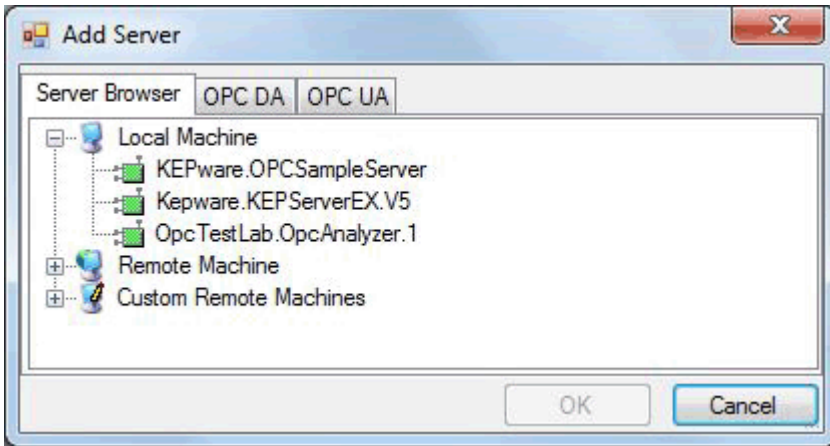 Add Server
Server Browser OPC DA OPC UA
Local Machine
KEPware.OPCSampleServer
Kepware.KEPServerEX.V5
OpcTestLab.OpcAnalyzer.1
Remote Machine
Custom Remote Machines
OK Cancel